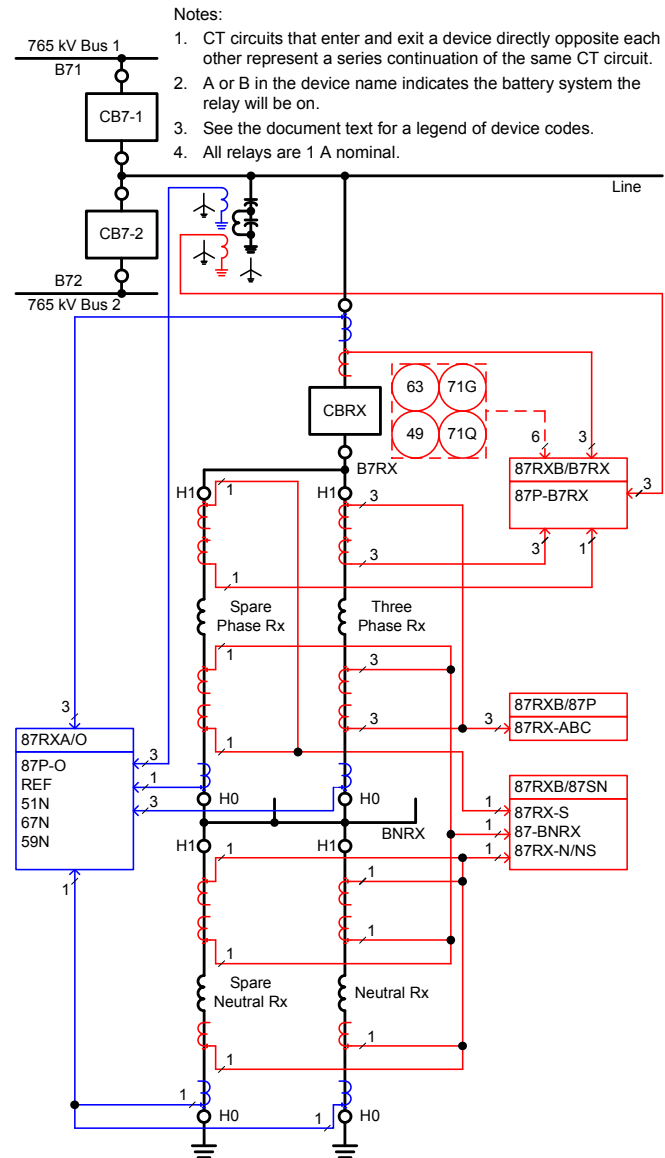 Notes:
1. CT circuits that enter and exit a device directly opposite each
other represent a series continuation of the same CT circuit.
2. A or B in the device name indicates the battery system the
relay will be on.
3. See the document text for a legend of device codes.
4. All relays are 1 A nominal.
765 kV Bus 1
B71
CB7-1
Line
CB7-2
B72
765 kV Bus 2
CBRX
63
71G
49
71Q
6
3
B7RX
87RXB/B7RX
87P-B7RX
3
3
1
H1
1
H1
3
1
3
Spare
Phase Rx
Three
Phase Rx
1
3
1
3
3
87RXB/87P
87RX-ABC
3
87RXA/O
87P-O
REF
51N
67N
59N
3
1
3
1
H0
H0
BNRX
87RXB/87SN
87RX-S
87-BNRX
87RX-N/NS
1
1
1
H1
1
H1
1
1
1
Spare
Neutral Rx
Neutral Rx
1
1
1
H0
1
H0